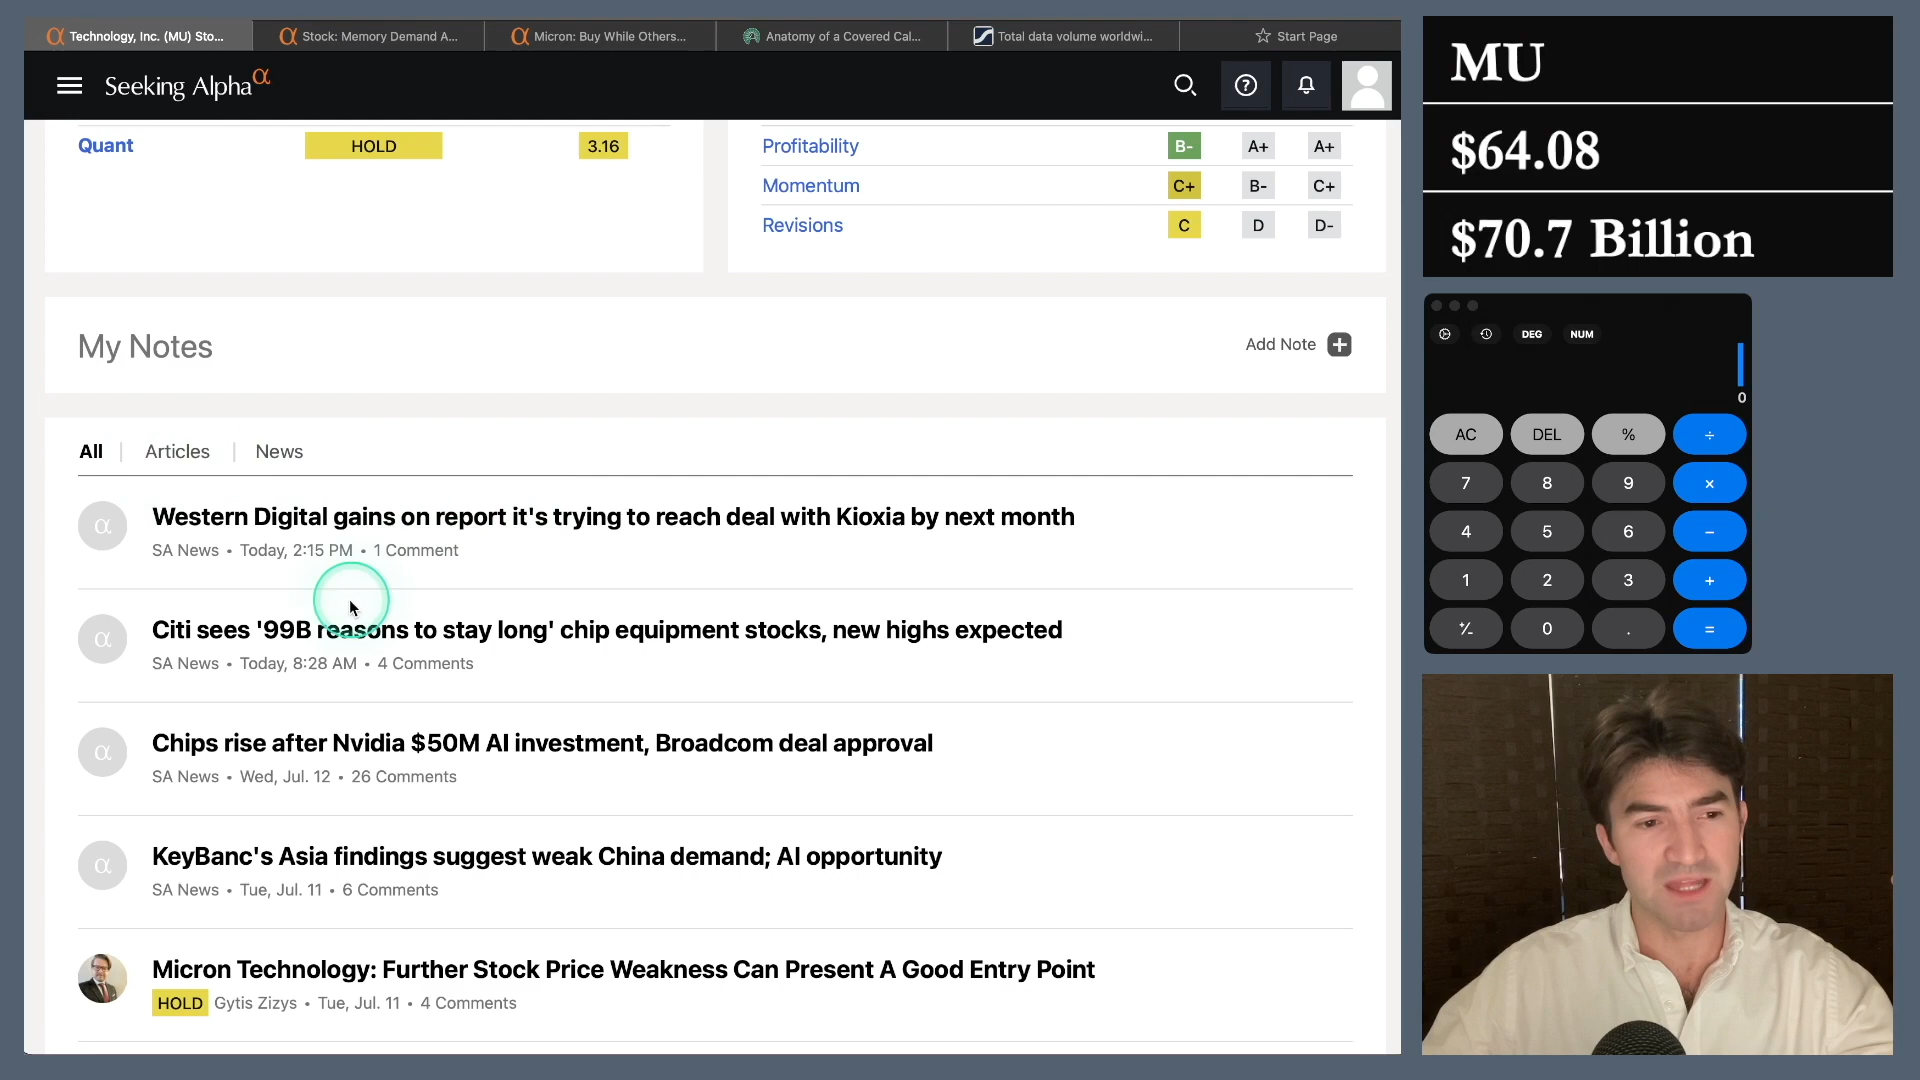 Technology, Inc. (MU) Sto...
Stock: Memory Demand A...
Micron: Buy While Others...
Anatomy of a Covered Cal...
Total data volume worldwi...
Start Page
Seeking Alpha α
Quant HOLD 3.16
Profitability B- A+ A+
Momentum C+ B- C+
Revisions C D D-
My Notes
Add Note
All | Articles | News
Western Digital gains on report it's trying to reach deal with Kioxia by next month
SA News • Today, 2:15 PM • 1 Comment
Citi sees '99B reasons to stay long' chip equipment stocks, new highs expected
SA News • Today, 8:28 AM • 4 Comments
Chips rise after Nvidia $50M AI investment, Broadcom deal approval
SA News • Wed, Jul. 12 • 26 Comments
KeyBanc's Asia findings suggest weak China demand; AI opportunity
SA News • Tue, Jul. 11 • 6 Comments
Micron Technology: Further Stock Price Weakness Can Present A Good Entry Point
HOLD Gytis Zizys • Tue, Jul. 11 • 4 Comments
MU
$64.08
$70.7 Billion
DEG NUM
0
AC DEL % ÷
7 8 9 ×
4 5 6 −
1 2 3 +
⁺⁄₋ 0 . =